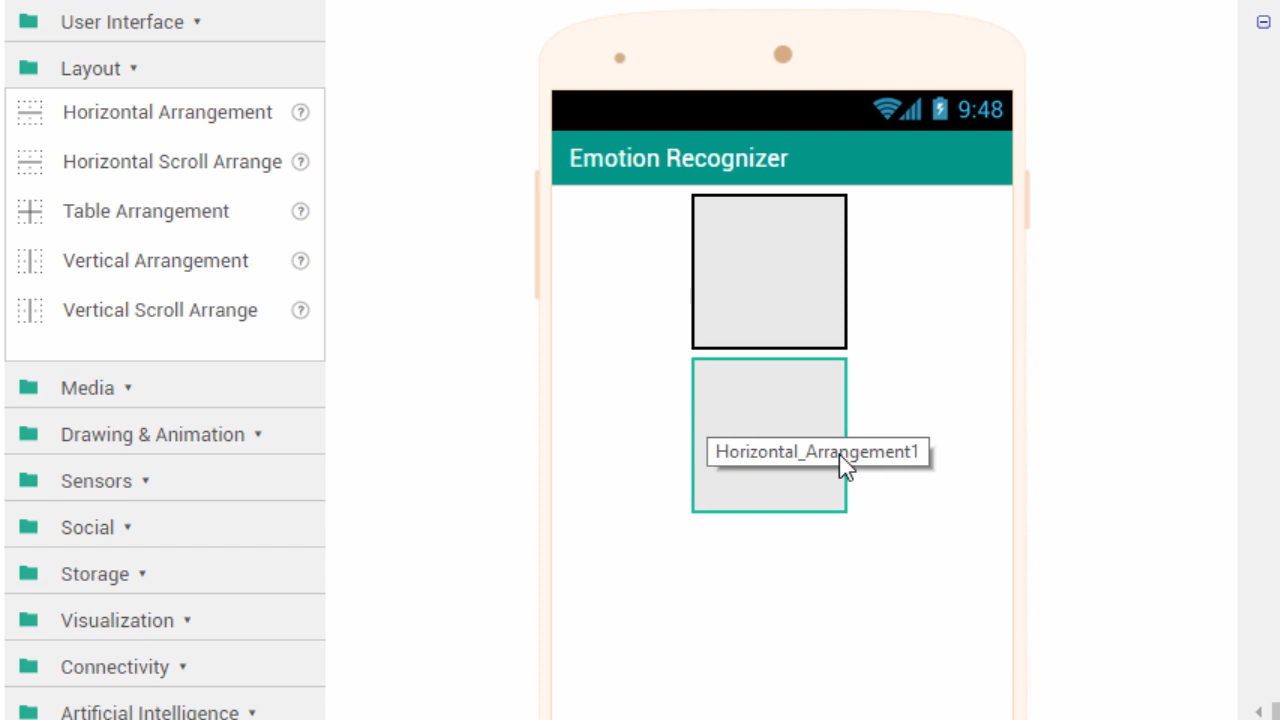 User Interface
Layout
Horizontal Arrangement
Horizontal Scroll Arrange
Table Arrangement
Vertical Arrangement
Vertical Scroll Arrange
Media
Drawing & Animation
Sensors
Social
Storage
Visualization
Connectivity
Artificial Intelligence
9:48
Emotion Recognizer
Horizontal_Arrangement1